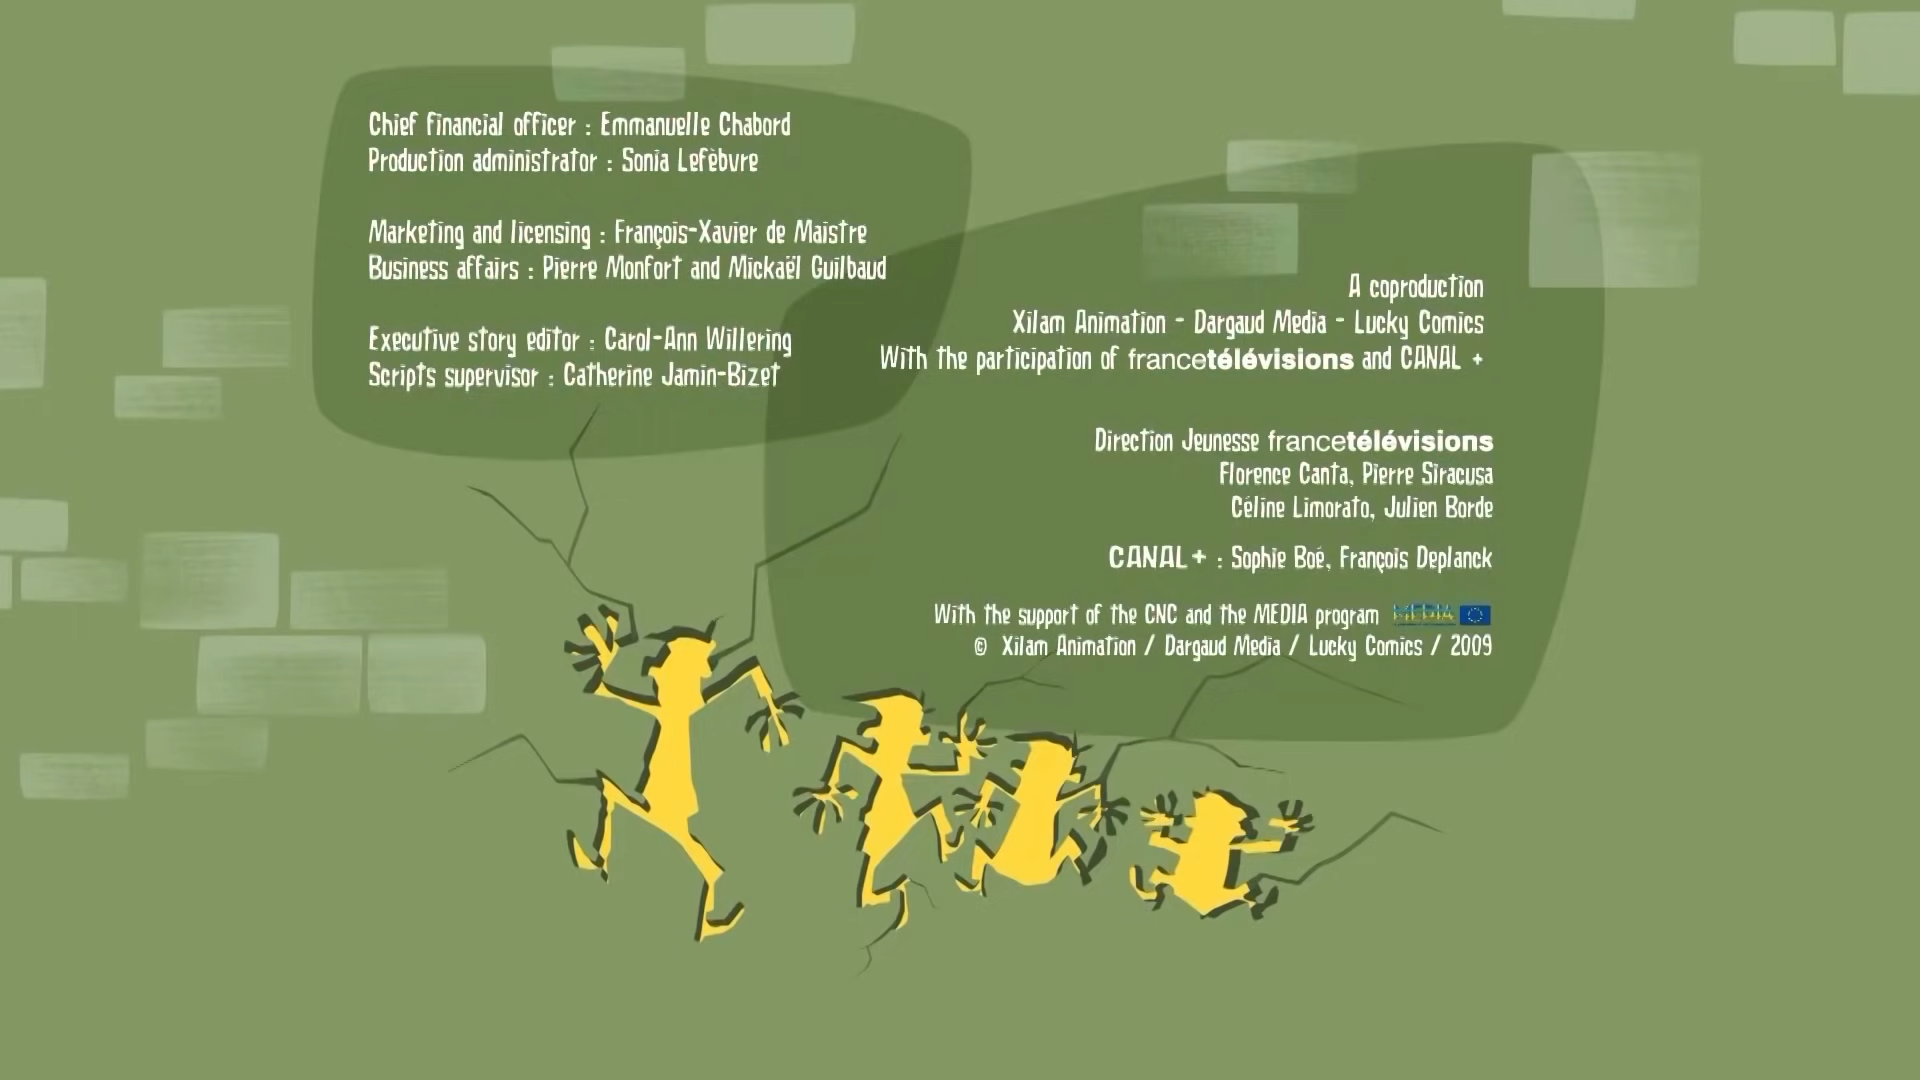 Chief financial officer : Emmanuelle Chabord
Production administrator : Sonia Lefèbvre
Marketing and licensing : François-Xavier de Maistre
Business affairs : Pierre Monfort and Mickaël Guilbaud
Executive story editor : Carol-Ann Willering
Scripts supervisor : Catherine Jamin-Bizet
A coproduction
Xilam Animation - Dargaud Media - Lucky Comics
With the participation of francetélévisions and CANAL +
Direction Jeunesse francetélévisions
Florence Canta, Pierre Siracusa
Céline Limorato, Julien Borde
CANAL+ : Sophie Boé, François Deplanck
With the support of the CNC and the MEDIA program MEDIA
© Xilam Animation / Dargaud Media / Lucky Comics / 2009